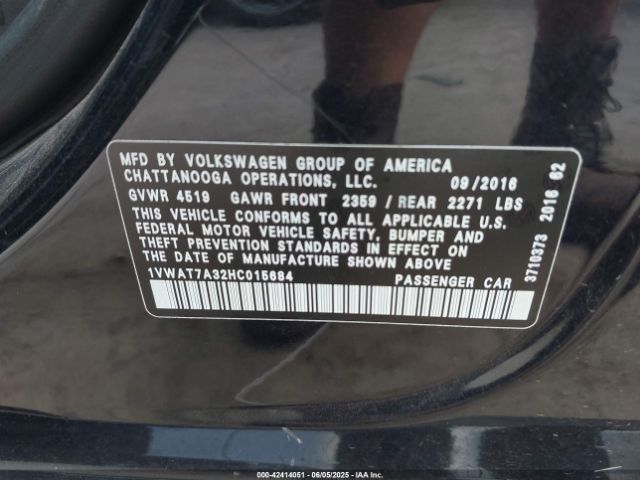 MFD BY VOLKSWAGEN GROUP OF AMERICA
CHATTANOOGA OPERATIONS, LLC. 09/2016
GVWR 4519 GAWR FRONT 2359 / REAR 2271 LBS
THIS VEHICLE CONFORMS TO ALL APPLICABLE U.S.
FEDERAL MOTOR VEHICLE SAFETY, BUMPER AND
THEFT PREVENTION STANDARDS IN EFFECT ON
THE DATE OF MANUFACTURE SHOWN ABOVE
1VWAT7A32HC015684 PASSENGER CAR
3710373 2016 62
000-42414051 - 06/05/2025 - IAA Inc.